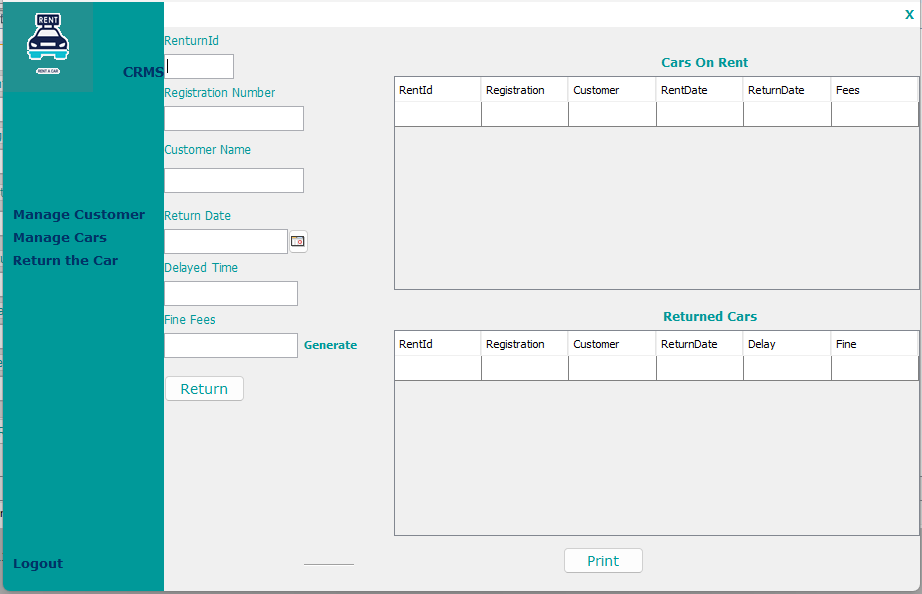 RENT
RENT A CAR
CRMS
Manage Customer
Manage Cars
Return the Car
Logout
X
RenturnId
Registration Number
Customer Name
Return Date
Delayed Time
Fine Fees
Generate
Return
Cars On Rent
RentId Registration Customer RentDate ReturnDate Fees
Returned Cars
RentId Registration Customer ReturnDate Delay Fine
Print